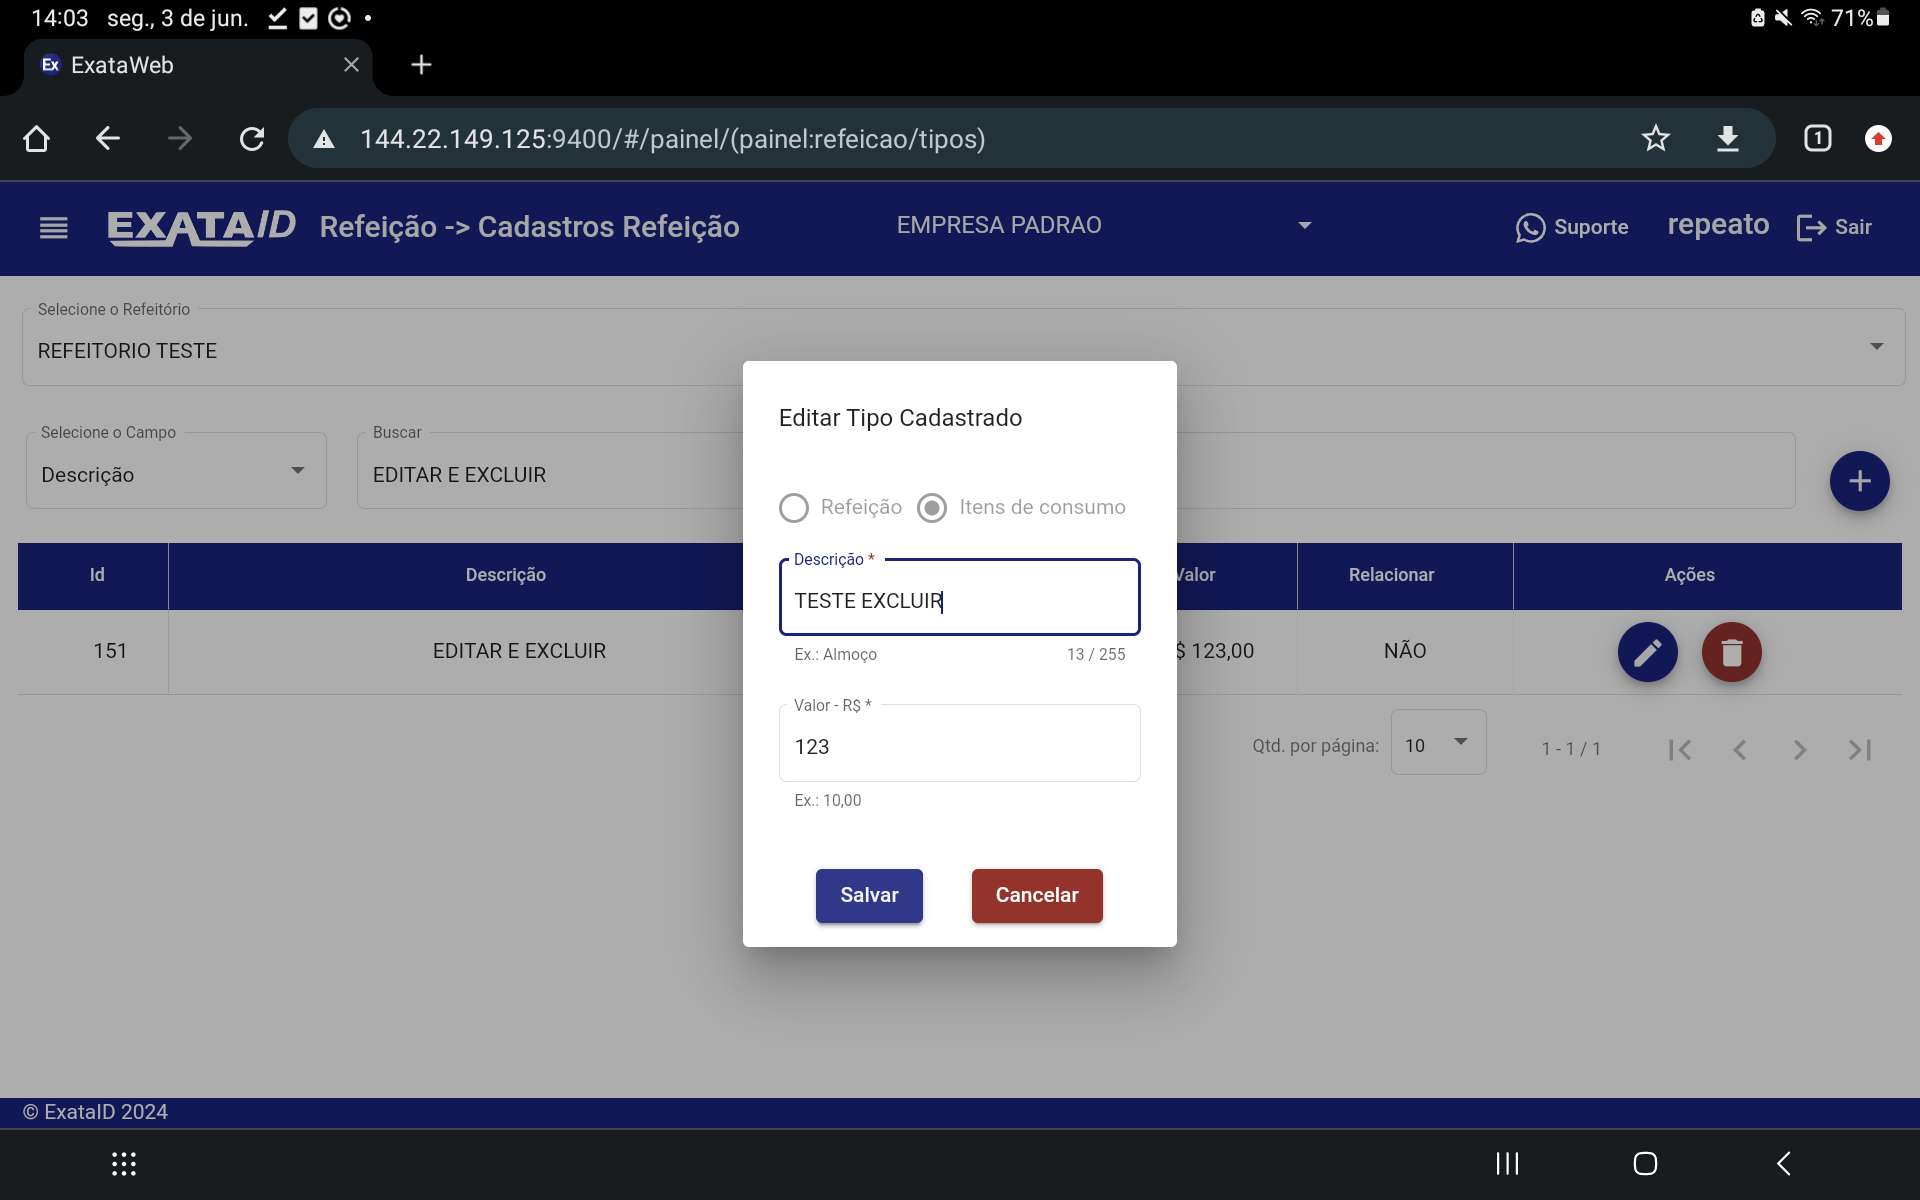 14:03 seg., 3 de jun. 71%
Ex ExataWeb
144.22.149.125:9400/#/painel/(painel:refeicao/tipos) 1
EXATAID Refeição -> Cadastros Refeição EMPRESA PADRAO Suporte repeato Sair
Selecione o Refeitório
REFEITORIO TESTE
Selecione o Campo Buscar
Descrição EDITAR E EXCLUIR
Id Descrição Valor Relacionar Ações
151 EDITAR E EXCLUIR $ 123,00 NÃO
Qtd. por página: 10 1 - 1 / 1
Editar Tipo Cadastrado
Refeição Itens de consumo
Descrição *
TESTE EXCLUIR
Ex.: Almoço 13 / 255
Valor - R$ *
123
Ex.: 10,00
Salvar Cancelar
© ExataID 2024